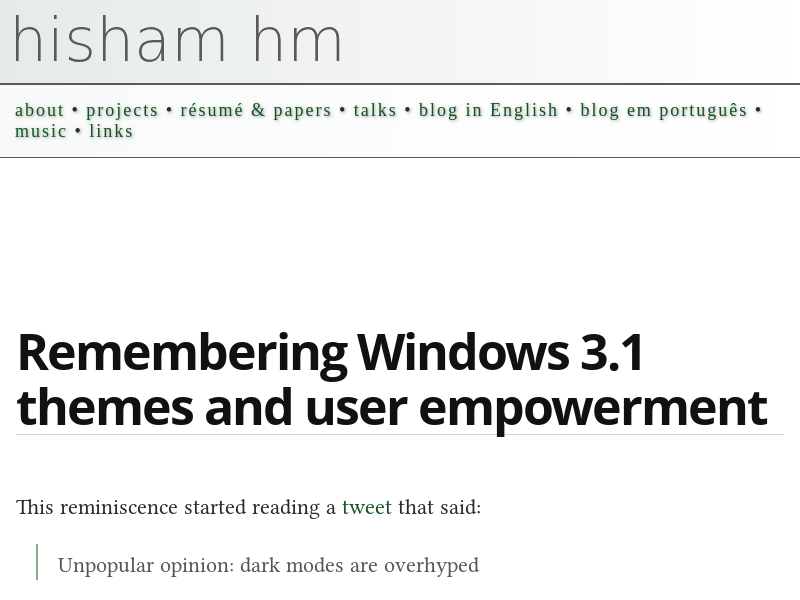 hisham hm
about • projects • résumé & papers • talks • blog in English • blog em português •
music • links
Remembering Windows 3.1
themes and user empowerment
This reminiscence started reading a tweet that said:
Unpopular opinion: dark modes are overhyped